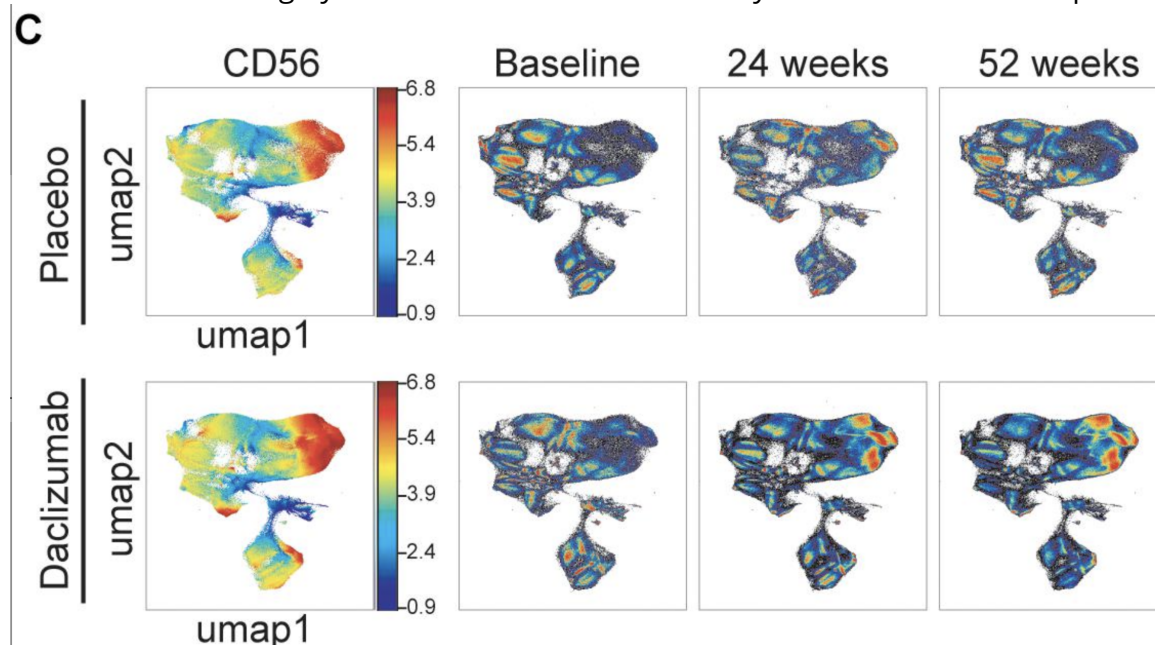 C
CD56
Baseline
24 weeks
52 weeks
Placebo
umap2
6.8
5.4
3.9
2.4
0.9
umap1
Daclizumab
umap2
6.8
5.4
3.9
2.4
0.9
umap1